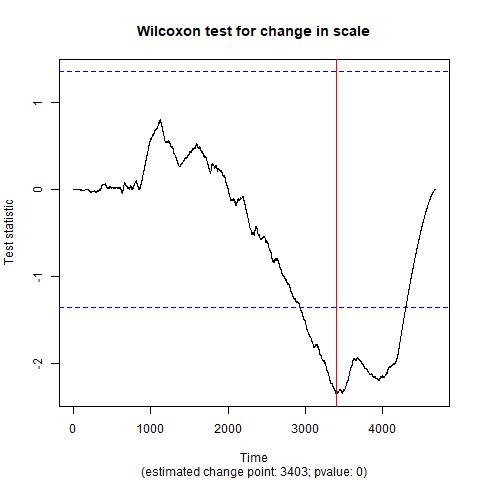 Wilcoxon test for change in scale
Test statistic
1
0
-1
-2
0 1000 2000 3000 4000
Time
(estimated change point: 3403; pvalue: 0)